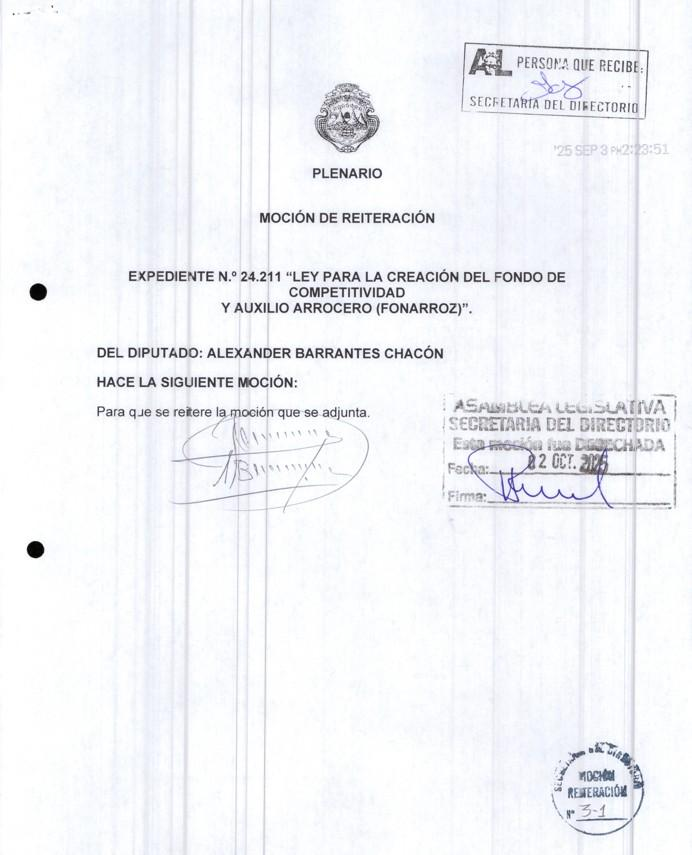 AL PERSONA QUE RECIBE:
SECRETARIA DEL DIRECTORIO
'25 SEP 3 PM2:23:51
PLENARIO
MOCIÓN DE REITERACIÓN
EXPEDIENTE N.º 24.211 “LEY PARA LA CREACIÓN DEL FONDO DE
COMPETITIVIDAD
Y AUXILIO ARROCERO (FONARROZ)”.
DEL DIPUTADO: ALEXANDER BARRANTES CHACÓN
HACE LA SIGUIENTE MOCIÓN:
Para que se reitere la moción que se adjunta.
ASAMBLEA LEGISLATIVA
SECRETARIA DEL DIRECTORIO
Esta moción fue DESECHADA
Fecha: 02 OCT. 2025
Firma:
SECRETARIA DEL DIRECTORIO
MOCIÓN
REITERACIÓN
N° 3-1